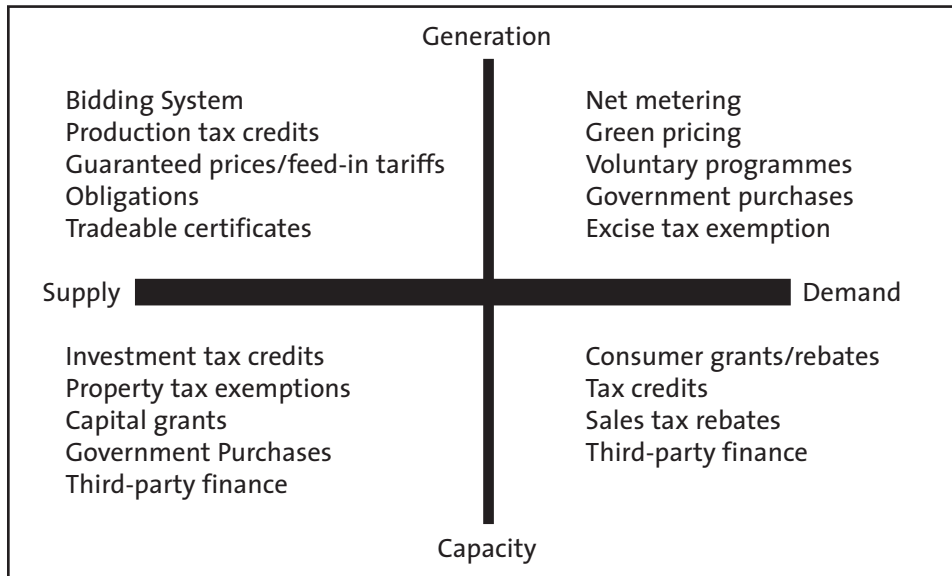 Generation
Bidding System
Production tax credits
Guaranteed prices/feed-in tariffs
Obligations
Tradeable certificates
Net metering
Green pricing
Voluntary programmes
Government purchases
Excise tax exemption
Supply
Demand
Investment tax credits
Property tax exemptions
Capital grants
Government Purchases
Third-party finance
Consumer grants/rebates
Tax credits
Sales tax rebates
Third-party finance
Capacity